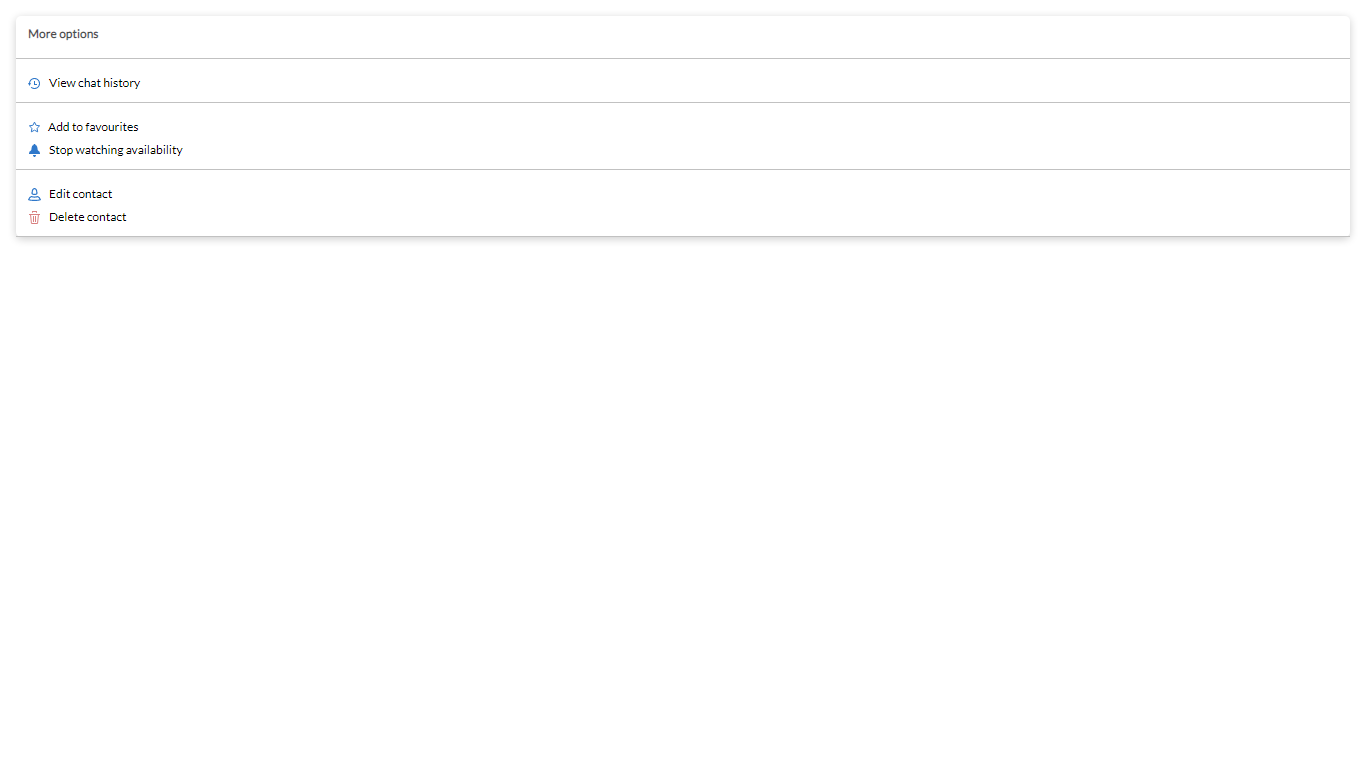 More options
View chat history
Add to favourites
Stop watching availability
Edit contact
Delete contact